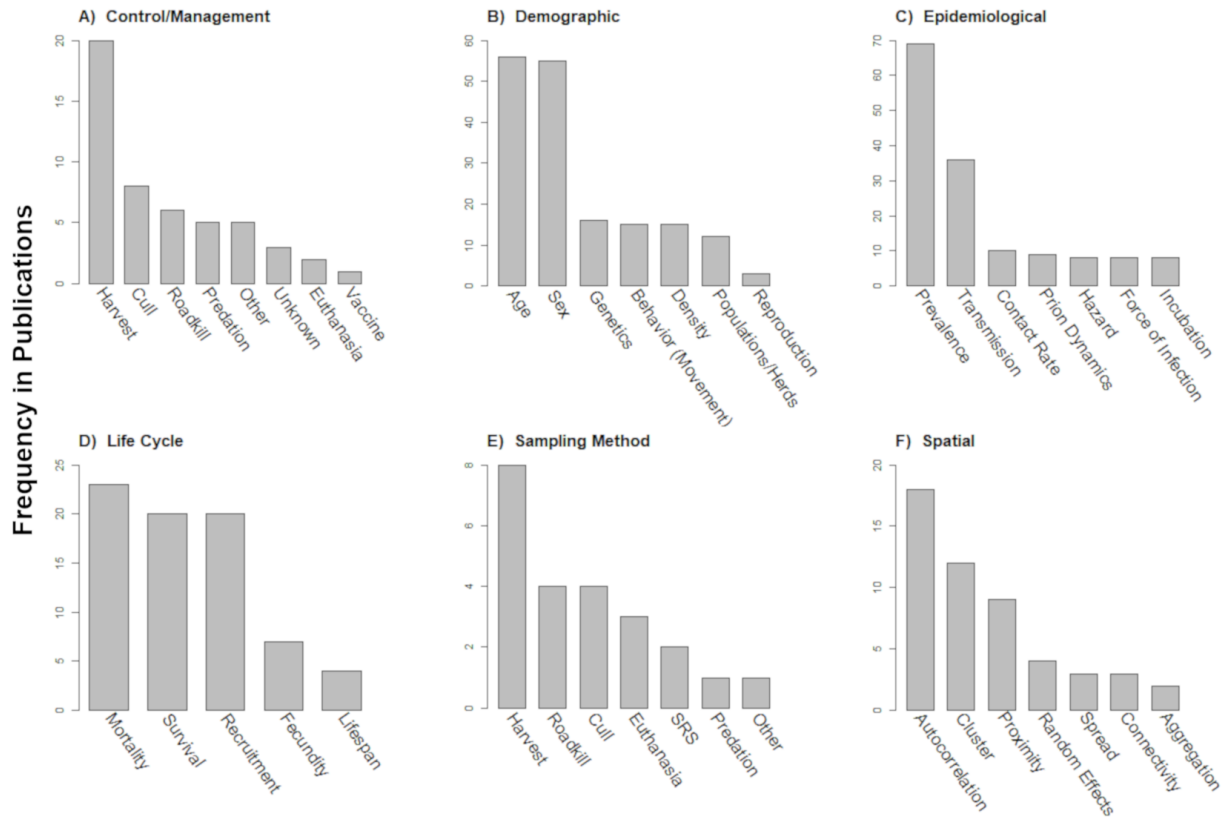 A) Control/Management
20
15
10
5
0
Harvest
Cull
Roadkill
Predation
Other
Unknown
Euthanasia
Vaccine
B) Demographic
60
50
40
30
20
10
0
Age
Sex
Genetics
Behavior (Movement)
Density
Populations/Herds
Reproduction
C) Epidemiological
70
60
50
40
30
20
10
0
Prevalence
Transmission
Contact Rate
Prion Dynamics
Hazard
Force of Infection
Incubation
Frequency in Publications
D) Life Cycle
25
20
15
10
5
0
Mortality
Survival
Recruitment
Fecundity
Lifespan
E) Sampling Method
8
6
4
2
0
Harvest
Roadkill
Cull
Euthanasia
SRS
Predation
Other
F) Spatial
20
15
10
5
0
Autocorrelation
Cluster
Proximity
Random Effects
Spread
Connectivity
Aggregation